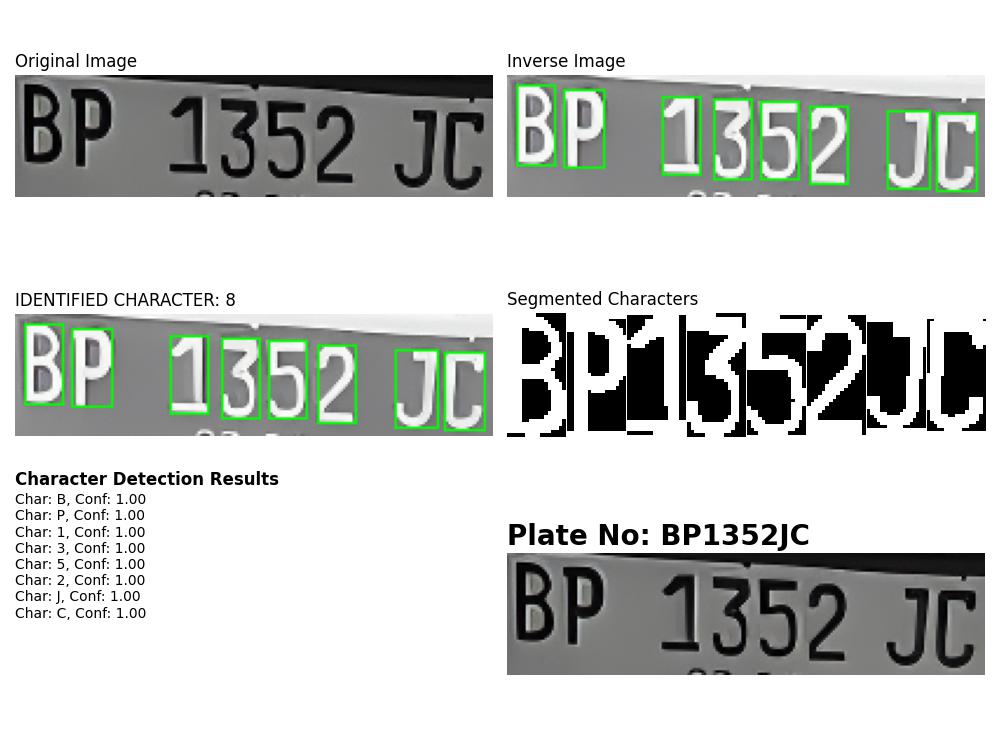 Original Image
BP 1352 JC
Inverse Image
BP 1352 JC
IDENTIFIED CHARACTER: 8
BP 1352 JC
Segmented Characters
BP1352JC
Character Detection Results
Char: B, Conf: 1.00
Char: P, Conf: 1.00
Char: 1, Conf: 1.00
Char: 3, Conf: 1.00
Char: 5, Conf: 1.00
Char: 2, Conf: 1.00
Char: J, Conf: 1.00
Char: C, Conf: 1.00
Plate No: BP1352JC
BP 1352 JC